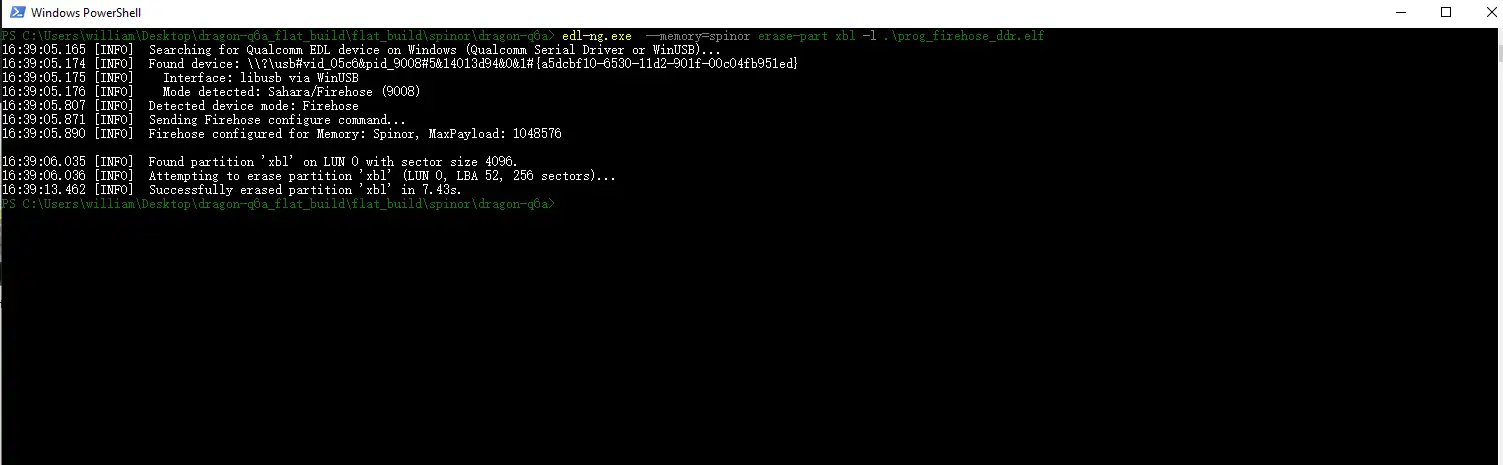 Windows PowerShell
PS C:\Users\william\Desktop\dragon-q6a_flat_build\flat_build\spinor\dragon-q6a> edl-ng.exe  --memory=spinor erase-part xbl -l .\prog_firehose_ddr.elf
16:39:05.165 [INFO]  Searching for Qualcomm EDL device on Windows (Qualcomm Serial Driver or WinUSB)...
16:39:05.174 [INFO]  Found device: \\?\usb#vid_05c6&pid_9008#5&14013d94&0&1#{a5dcbf10-6530-11d2-901f-00c04fb951ed}
16:39:05.175 [INFO]    Interface: libusb via WinUSB
16:39:05.176 [INFO]    Mode detected: Sahara/Firehose (9008)
16:39:05.807 [INFO]  Detected device mode: Firehose
16:39:05.871 [INFO]  Sending Firehose configure command...
16:39:05.890 [INFO]  Firehose configured for Memory: Spinor, MaxPayload: 1048576
16:39:06.035 [INFO]  Found partition 'xbl' on LUN 0 with sector size 4096.
16:39:06.036 [INFO]  Attempting to erase partition 'xbl' (LUN 0, LBA 52, 256 sectors)...
16:39:13.462 [INFO]  Successfully erased partition 'xbl' in 7.43s.
PS C:\Users\william\Desktop\dragon-q6a_flat_build\flat_build\spinor\dragon-q6a>